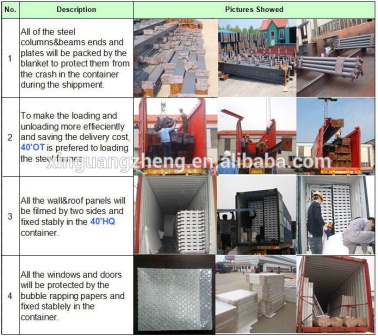 No. Description Pictures Showed
1
All of the steel
columns&beams ends and
plates will be packed by the
blanket to protect them from
the crash in the container
during the shippment.
2
To make the loading and
unloading more effieciently
and saving the delivery cost,
40'OT is prefered to loading
the steel frames.
xinguangzheng.en.alibaba.com
3
All the wall&roof panels will
be filmed by two sides and
fixed stably in the 40'HQ
container.
4
All the windows and doors
will be protected by the
bubble rapping papers and
fixed stablely in the
container.